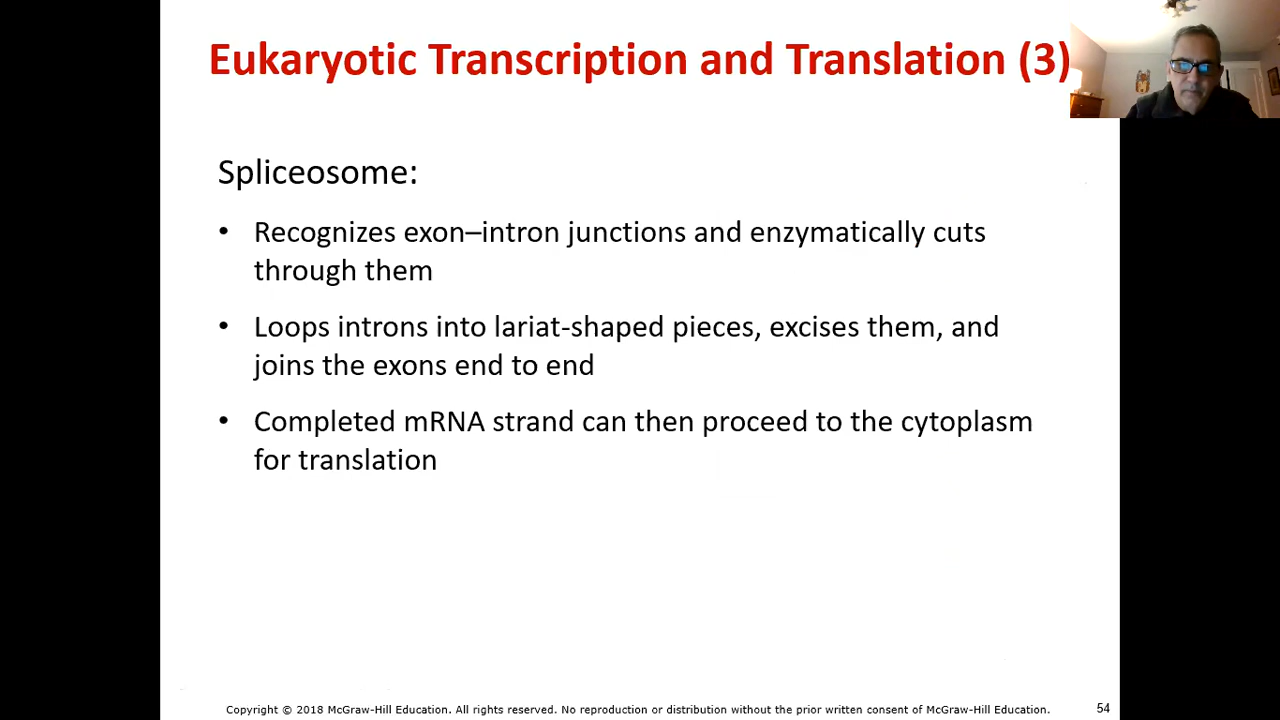 Eukaryotic Transcription and Translation (3)
Spliceosome:
• Recognizes exon–intron junctions and enzymatically cuts
through them
• Loops introns into lariat-shaped pieces, excises them, and
joins the exons end to end
• Completed mRNA strand can then proceed to the cytoplasm
for translation
Copyright © 2018 McGraw-Hill Education. All rights reserved. No reproduction or distribution without the prior written consent of McGraw-Hill Education.
54